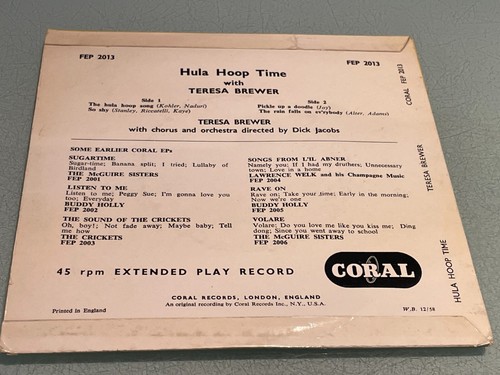 FEP 2013
FEP 2013
Hula Hoop Time
with
TERESA BREWER
Side 1
The hula hoop song (Kohler, Maduri)
So shy (Stanley, Riccatelli, Kaye)
Side 2
Pickle up a doodle (Joy)
The rain falls on ev'rybody (Alter, Adams)
TERESA BREWER
with chorus and orchestra directed by Dick Jacobs
SOME EARLIER CORAL EPs
SUGARTIME
Sugar-time; Banana split; I tried; Lullaby of
Birdland
THE McGUIRE SISTERS
FEP 2001
LISTEN TO ME
Listen to me; Peggy Sue; I'm gonna love you
too; Everyday
BUDDY HOLLY
FEP 2002
THE SOUND OF THE CRICKETS
Oh, boy!; Not fade away; Maybe baby; Tell
me how
THE CRICKETS
FEP 2003
SONGS FROM L'IL ABNER
Namely you; If I had my druthers; Unnecessary
town; Love in a home
LAWRENCE WELK and his Champagne Music
FEP 2004
RAVE ON
Rave on; Take your time; Early in the morning;
Now we're one
BUDDY HOLLY
FEP 2005
VOLARE
Volare; Do you love me like you kiss me; Ding
dong; Since you went away to school
THE McGUIRE SISTERS
FEP 2006
45 rpm EXTENDED PLAY RECORD
CORAL
CORAL RECORDS, LONDON, ENGLAND
An original recording by Coral Records Inc., N.Y., U.S.A.
Printed in England
W.B. 12/58
CORAL FEP 2013
TERESA BREWER
HULA HOOP TIME